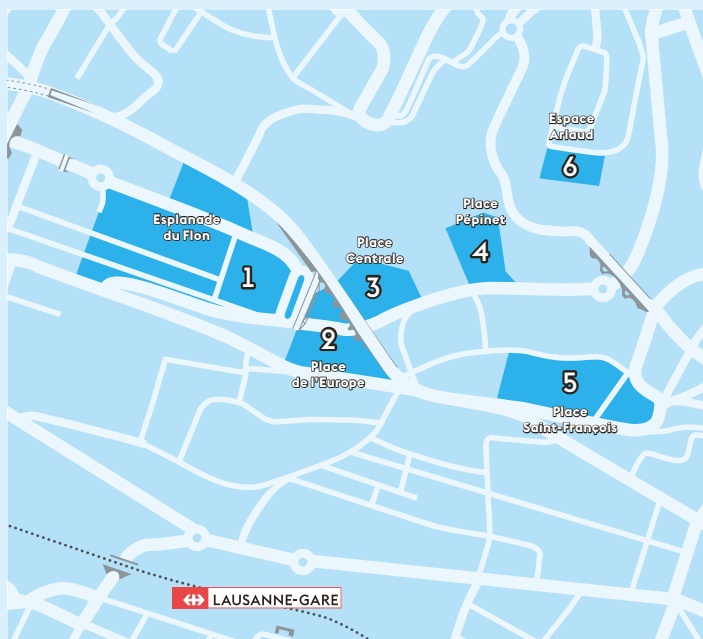 Espace
Arlaud
6
Place
Pépinet
4
Esplanade
du Flon
1
Place
Centrale
3
2
Place
de l'Europe
5
Place
Saint-François
LAUSANNE-GARE